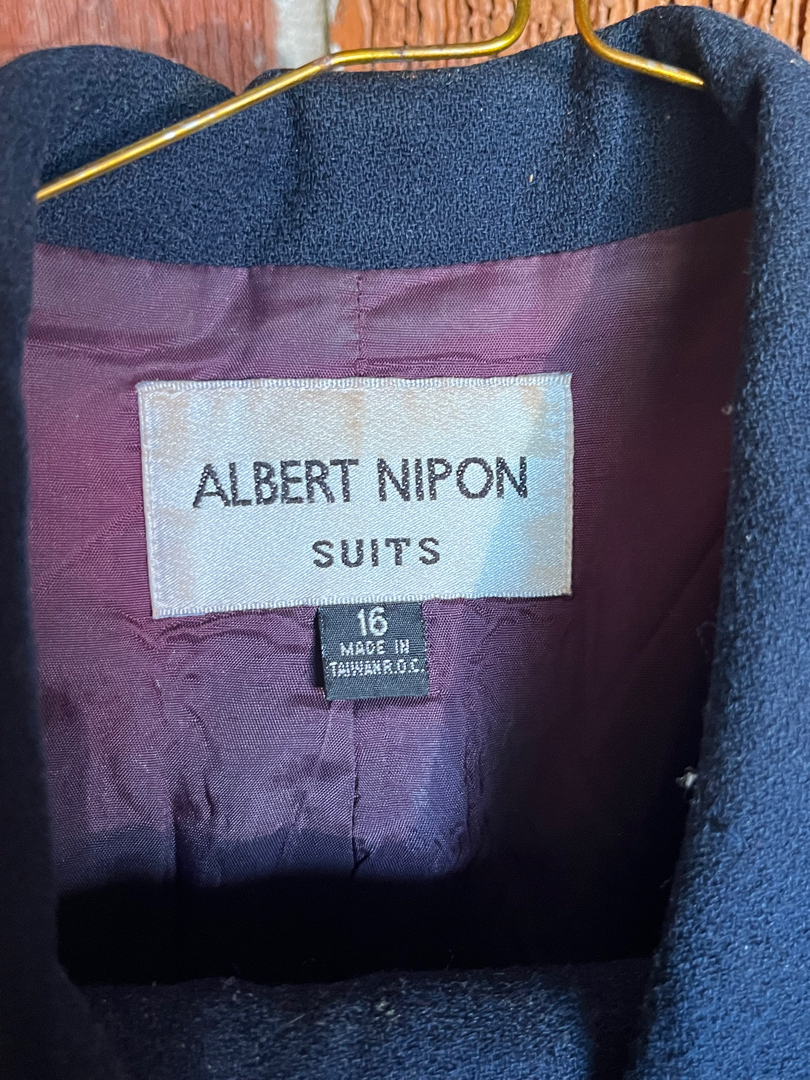 ALBERT NIPON
SUITS
16
MADE IN
TAIWAN R.O.C.